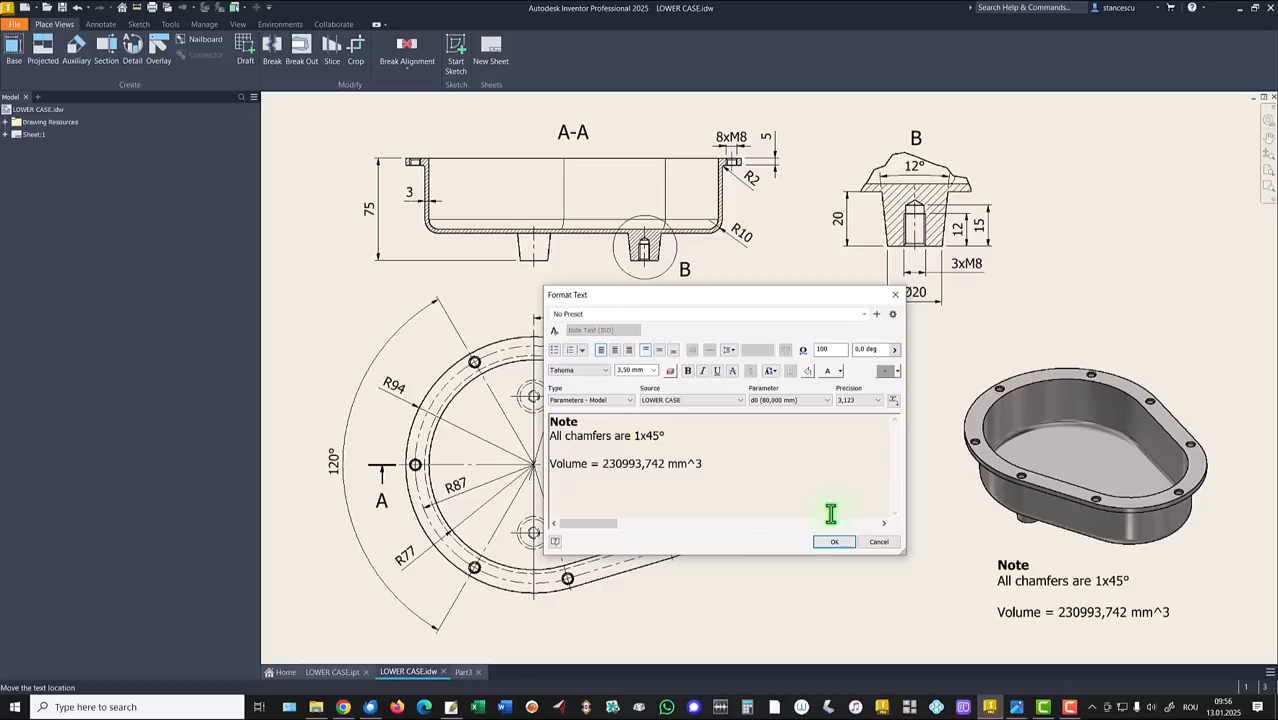 Autodesk Inventor Professional 2025 LOWER CASE.idw
Search Help & Commands...
stancescu
File Place Views Annotate Sketch Tools Manage View Environments Collaborate
Base Projected Auxiliary Section Detail Overlay
Nailboard
Connector
Draft
Break Break Out Slice Crop
Break Alignment
Start Sketch
New Sheet
Create
Modify
Sketch
Sheets
Model
LOWER CASE.idw
Drawing Resources
Sheet:1
A-A
8xM8
5
R2
3
75
R10
B
B
12°
20
12
15
3xM8
Ø20
R94
120°
A
R87
R77
Format Text
No Preset
Note Text (ISO)
100
0,0 deg
Tahoma
3,50 mm
B I U A
A
Type Source Parameter Precision
Parameters - Model LOWER CASE d0 (80,000 mm) 3,123
Note
All chamfers are 1x45°
Volume = 230993,742 mm^3
OK Cancel
Note
All chamfers are 1x45°
Volume = 230993,742 mm^3
Home LOWER CASE.ipt LOWER CASE.idw Part3
Move the text location
1 3
Type here to search
ROU
09:56
13.01.2025